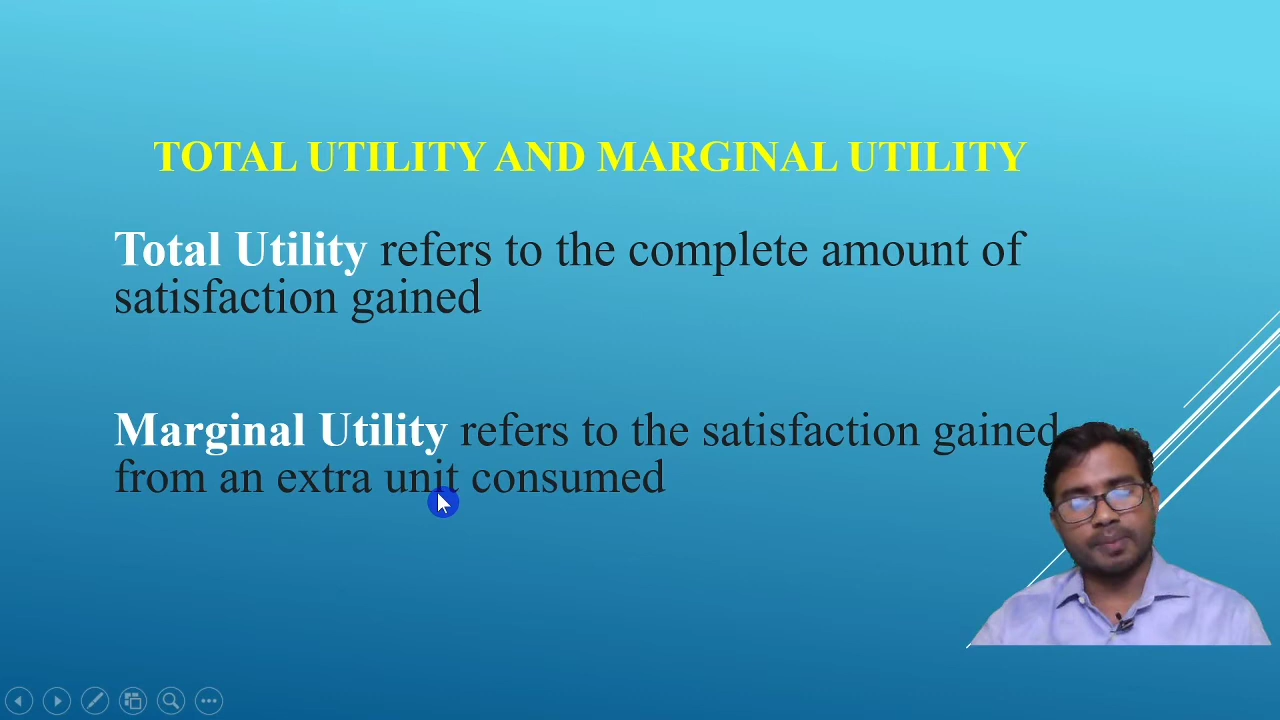 TOTAL UTILITY AND MARGINAL UTILITY
Total Utility refers to the complete amount of
satisfaction gained
Marginal Utility refers to the satisfaction gained
from an extra unit consumed